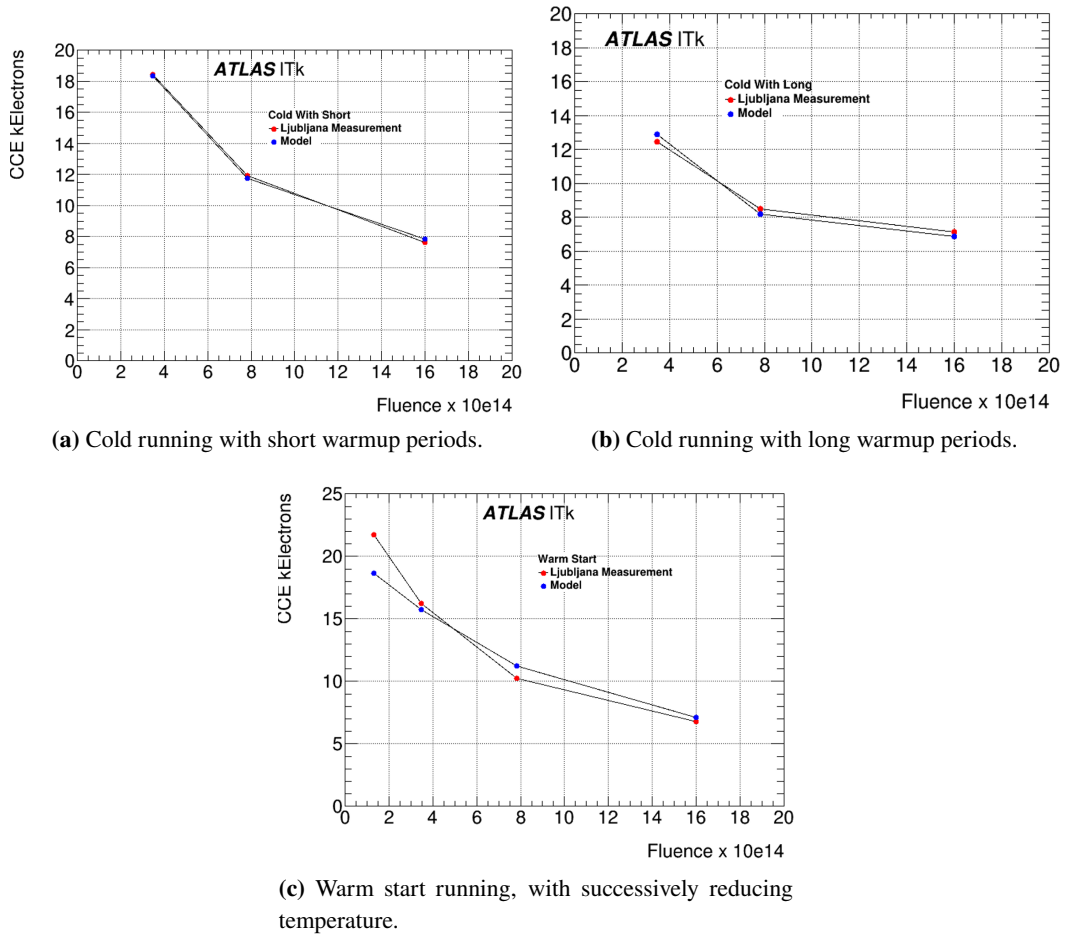 20
18
16
14
12
10
8
6
4
2
0
CCE kElectrons
ATLAS ITk
Cold With Short
Ljubljana Measurement
Model
0 2 4 6 8 10 12 14 16 18 20
Fluence x 10e14
(a) Cold running with short warmup periods.
20
18
16
14
12
10
8
6
4
2
0
ATLAS ITk
Cold With Long
Ljubljana Measurement
Model
0 2 4 6 8 10 12 14 16 18 20
Fluence x 10e14
(b) Cold running with long warmup periods.
25
20
15
10
5
0
CCE kElectrons
ATLAS ITk
Warm Start
Ljubljana Measurement
Model
0 2 4 6 8 10 12 14 16 18 20
Fluence x 10e14
(c) Warm start running, with successively reducing
temperature.